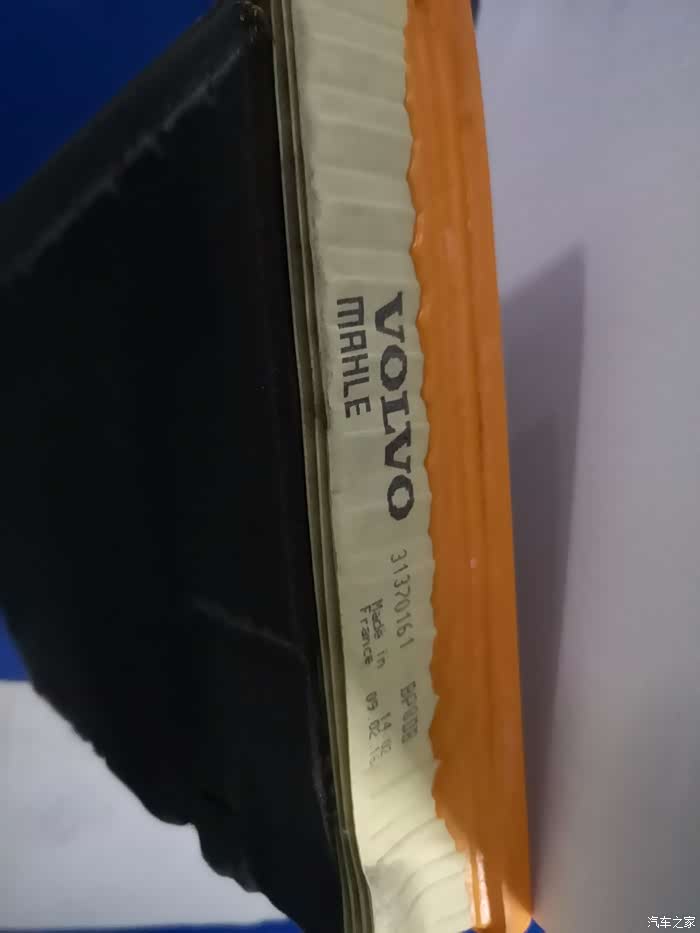 VOLVO 31370161
MAHLE
Made in
France
汽车之家